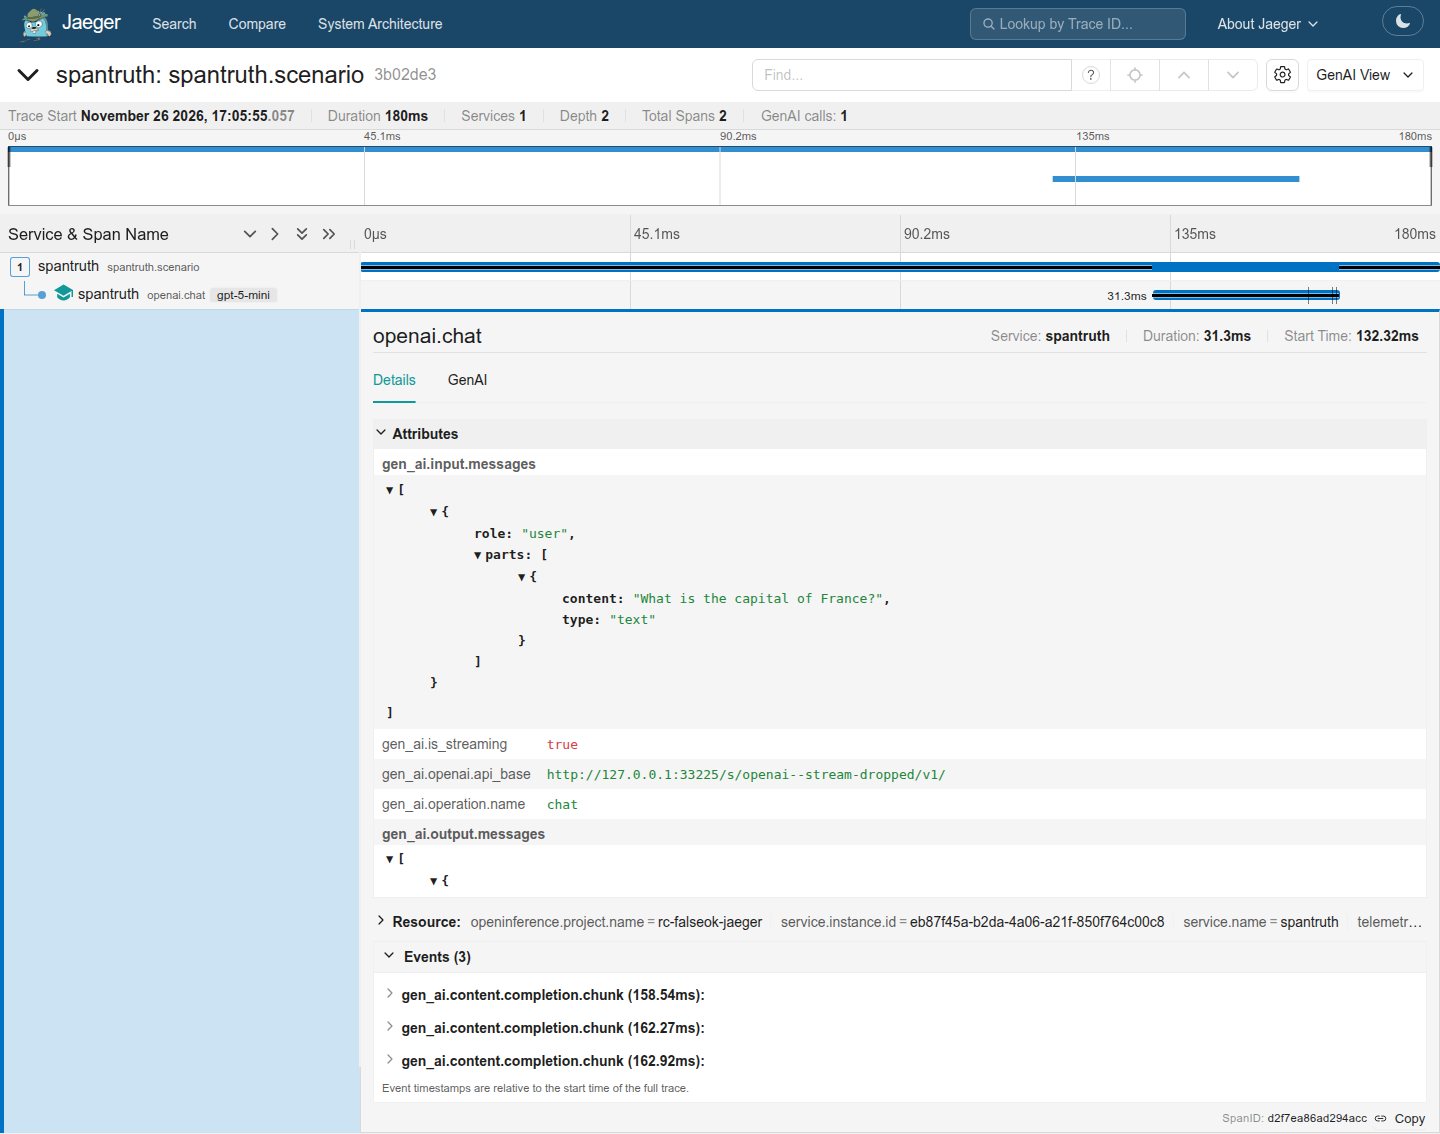 Jaeger Search Compare System Architecture Lookup by Trace ID... About Jaeger
spantruth: spantruth.scenario 3b02de3 Find... ? GenAI View
Trace Start November 26 2026, 17:05:55.057 Duration 180ms Services 1 Depth 2 Total Spans 2 GenAI calls: 1
0μs 45.1ms 90.2ms 135ms 180ms
Service & Span Name 0μs 45.1ms 90.2ms 135ms 180ms
1 spantruth spantruth.scenario
spantruth openai.chat gpt-5-mini 31.3ms
openai.chat Service: spantruth Duration: 31.3ms Start Time: 132.32ms
Details GenAI
Attributes
gen_ai.input.messages
[
{
role: "user",
parts: [
{
content: "What is the capital of France?",
type: "text"
}
]
}
]
gen_ai.is_streaming true
gen_ai.openai.api_base http://127.0.0.1:33225/s/openai--stream-dropped/v1/
gen_ai.operation.name chat
gen_ai.output.messages
[
{
Resource: openinference.project.name = rc-falseok-jaeger service.instance.id = eb87f45a-b2da-4a06-a21f-850f764c00c8 service.name = spantruth telemetr...
Events (3)
gen_ai.content.completion.chunk (158.54ms):
gen_ai.content.completion.chunk (162.27ms):
gen_ai.content.completion.chunk (162.92ms):
Event timestamps are relative to the start time of the full trace.
SpanID: d2f7ea86ad294acc Copy